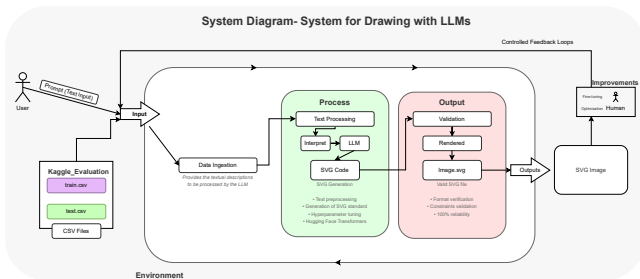 System Diagram- System for Drawing with LLMs
Controlled Feedback Loops
Improvements
Fine-tuning
Optimization
Human
User
Prompt (Text Input)
Input
Process
Text Processing
Interpret
LLM
SVG Code
SVG Generation
• Text preprocessing
• Generation of SVG standard
• Hyperparameter tuning
• Hugging Face Transformers
Output
Validation
Rendered
Image.svg
Valid SVG file
• Format verification
• Constraints validation
• 100% reliability
Data Ingestion
Provides the textual descriptions
to be processed by the LLM
Outputs
SVG Image
Kaggle_Evaluation
train.csv
test.csv
CSV Files
Environment